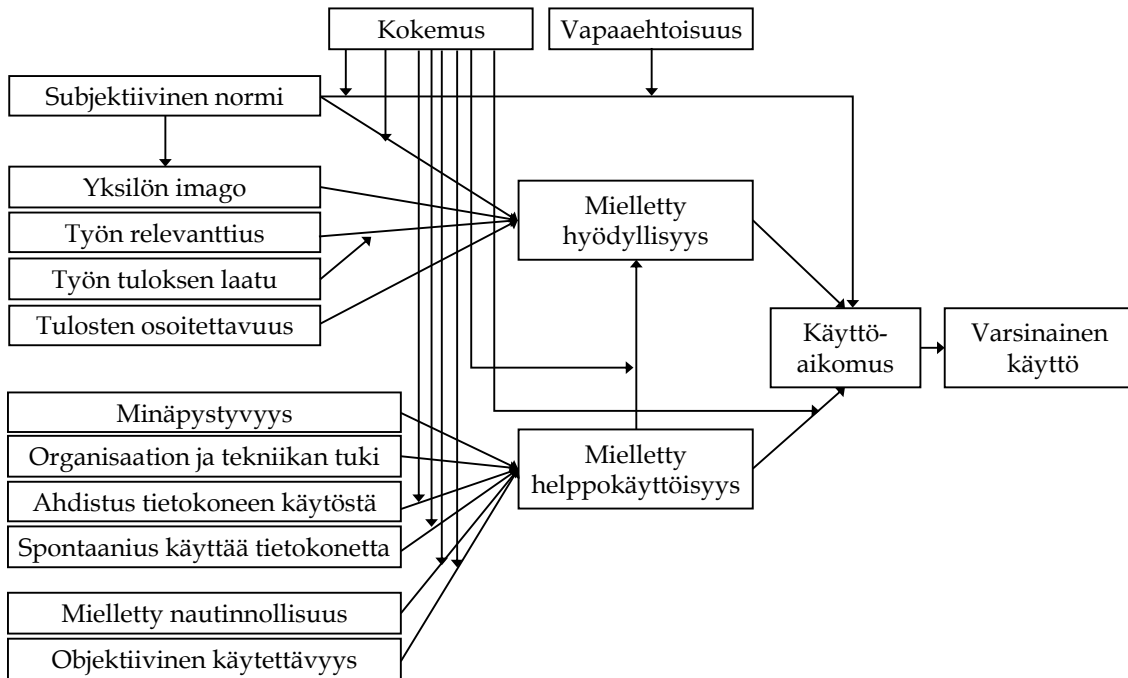 Kokemus
Vapaaehtoisuus
Subjektiivinen normi
Yksilön imago
Työn relevanttius
Työn tuloksen laatu
Tulosten osoitettavuus
Mielletty
hyödyllisyys
Käyttö-
aikomus
Varsinainen
käyttö
Minäpystyvyys
Organisaation ja tekniikan tuki
Ahdistus tietokoneen käytöstä
Spontaanius käyttää tietokonetta
Mielletty
helppokäyttöisyys
Mielletty nautinnollisuus
Objektiivinen käytettävyys